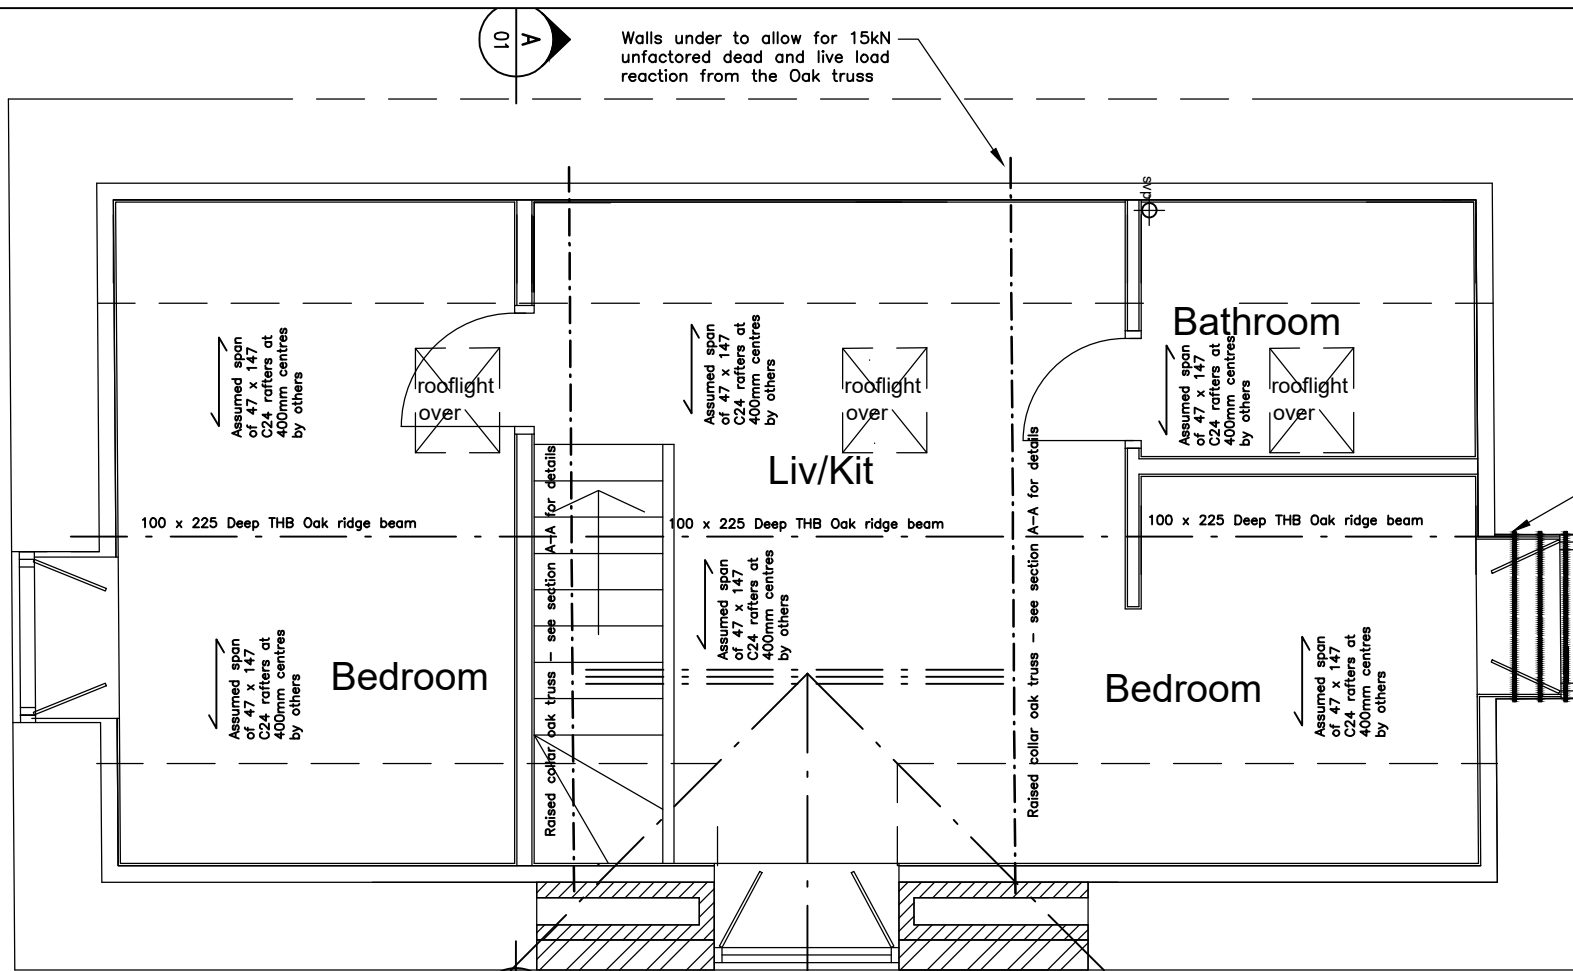 A
01
Walls under to allow for 15kN
unfactored dead and live load
reaction from the Oak truss
svp
Assumed span
of 47 x 147
C24 rafters at
400mm centres
by others
rooflight
over
Assumed span
of 47 x 147
C24 rafters at
400mm centres
by others
rooflight
over
Bathroom
Assumed span
of 47 x 147
C24 rafters at
400mm centres
by others
rooflight
over
Liv/Kit
100 x 225 Deep THB Oak ridge beam
100 x 225 Deep THB Oak ridge beam
100 x 225 Deep THB Oak ridge beam
Raised collar oak truss - see section A-A for details
Raised collar oak truss - see section A-A for details
Assumed span
of 47 x 147
C24 rafters at
400mm centres
by others
Bedroom
Assumed span
of 47 x 147
C24 rafters at
400mm centres
by others
Bedroom
Assumed span
of 47 x 147
C24 rafters at
400mm centres
by others